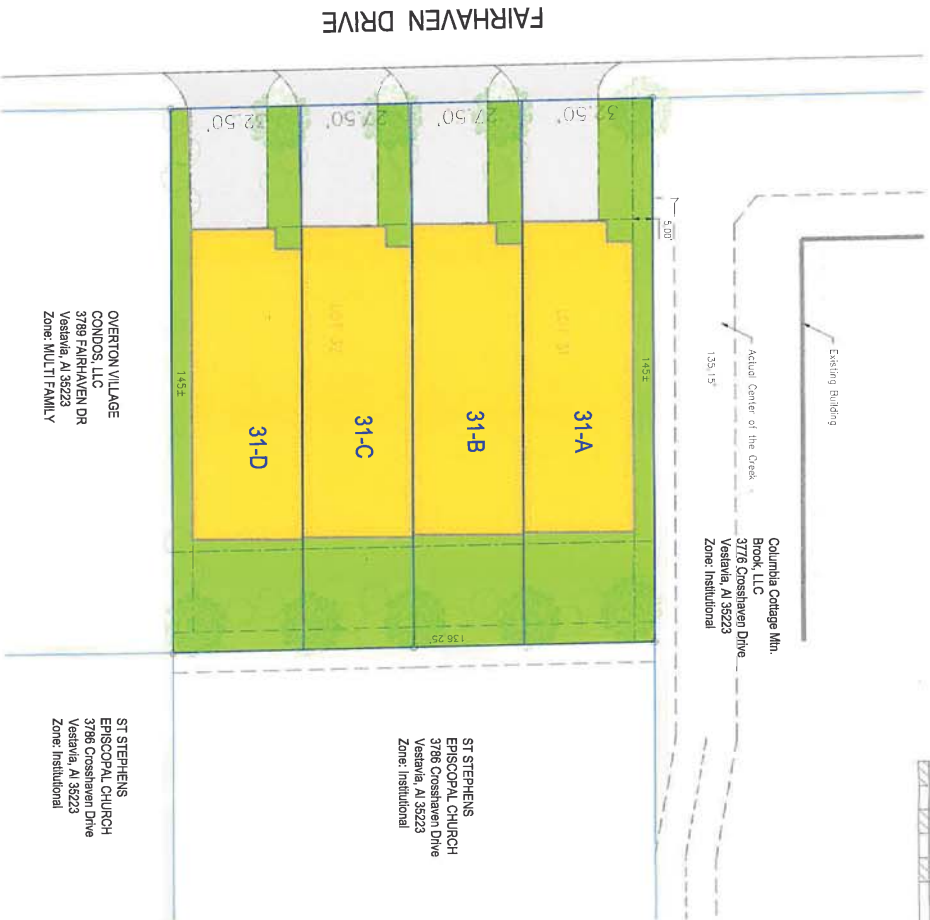 FAIRHAVEN DRIVE
32.50'
27.50'
27.50'
32.50'
5.00'
145±
145±
135.15'
Actual Center of the Creek
Existing Building
LOT 32
LOT 31
31-D
31-C
31-B
31-A
136.25'
OVERTON VILLAGE
CONDOS, LLC
3789 FAIRHAVEN DR
Vestavia, Al 35223
Zone: MULTI FAMILY
Columbia Cottage Mtn.
Brook, LLC
3776 Crosshaven Drive
Vestavia, Al 35223
Zone: Institutional
ST STEPHENS
EPISCOPAL CHURCH
3786 Crosshaven Drive
Vestavia, Al 35223
Zone: Institutional
ST STEPHENS
EPISCOPAL CHURCH
3786 Crosshaven Drive
Vestavia, Al 35223
Zone: Institutional